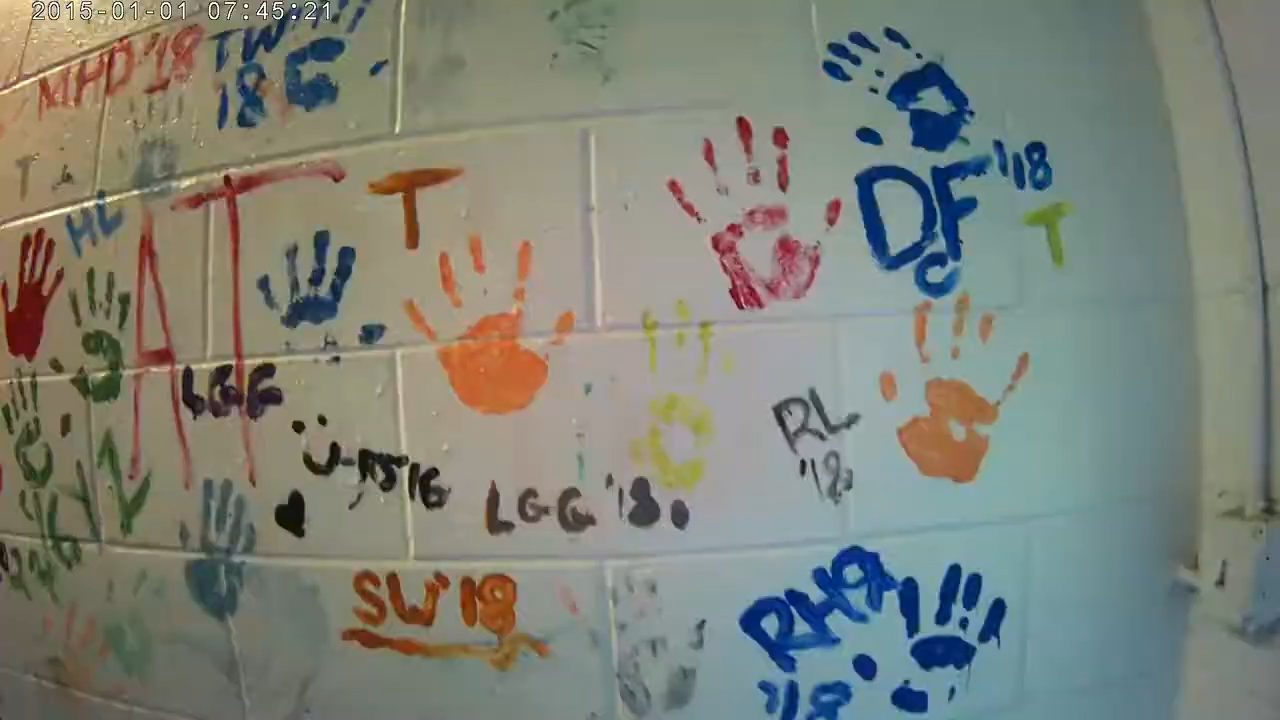 2015-01-01 07:45:21
MHD '18
TW
18 G
T
HL
AT
T
DF '18
C
T
LGG
LGG '18.
RL
'18
SW '18
RHG
'18